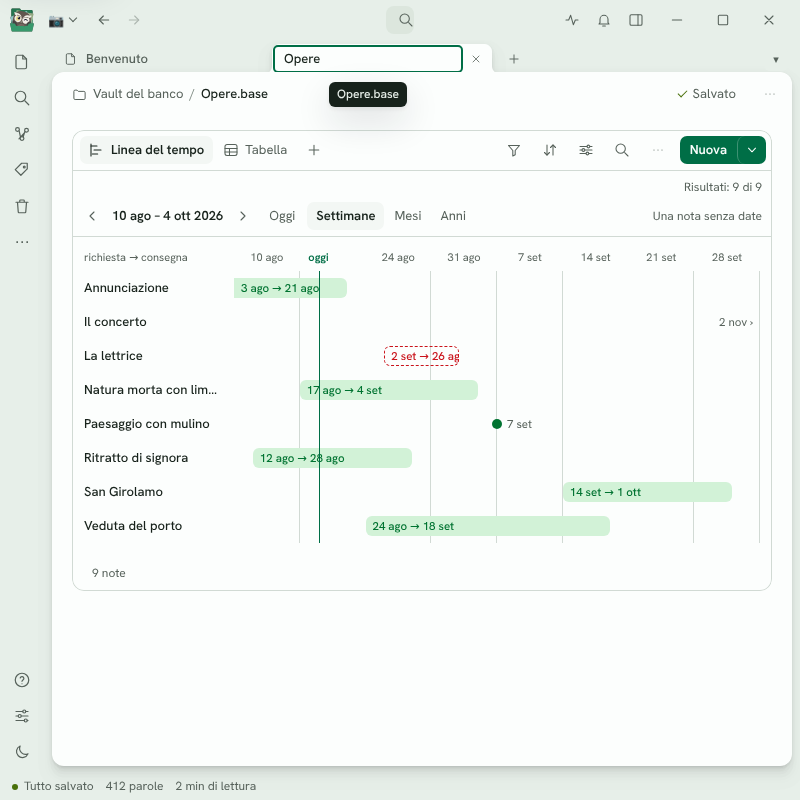 Benvenuto
Opere
Vault del banco / Opere.base
Opere.base
Salvato
Linea del tempo
Tabella
Nuova
Risultati: 9 di 9
10 ago – 4 ott 2026
Oggi
Settimane
Mesi
Anni
Una nota senza date
richiesta → consegna
10 ago
oggi
24 ago
31 ago
7 set
14 set
21 set
28 set
Annunciazione
3 ago → 21 ago
Il concerto
2 nov ›
La lettrice
2 set → 26 ag
Natura morta con lim...
17 ago → 4 set
Paesaggio con mulino
7 set
Ritratto di signora
12 ago → 28 ago
San Girolamo
14 set → 1 ott
Veduta del porto
24 ago → 18 set
9 note
Tutto salvato
412 parole
2 min di lettura